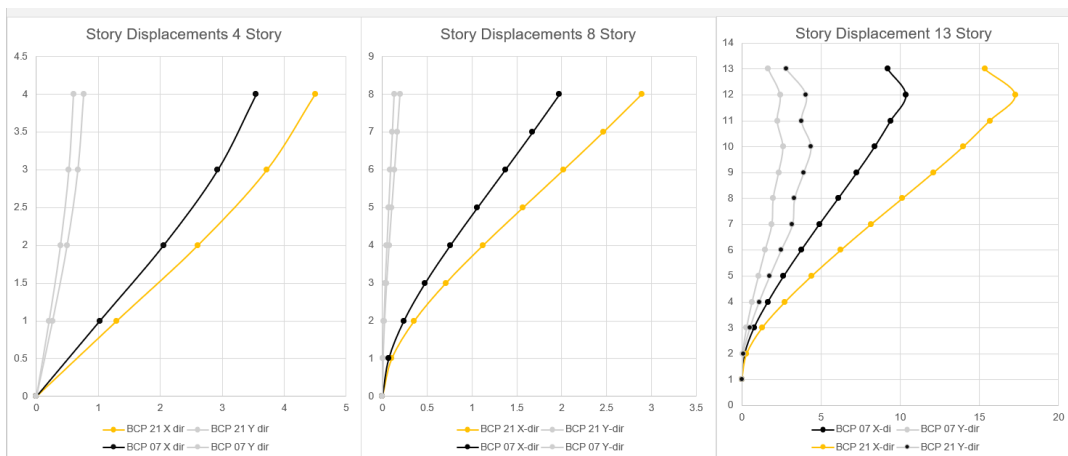 Story Displacements 4 Story
4.5
4
3.5
3
2.5
2
1.5
1
0.5
0
0 1 2 3 4 5
BCP 21 X dir BCP 21 Y dir
BCP 07 X dir BCP 07 Y dir
Story Displacements 8 Story
9
8
7
6
5
4
3
2
1
0
0 0.5 1 1.5 2 2.5 3 3.5
BCP 21 X-dir BCP 21 Y-dir
BCP 07 X-dir BCP 07 Y-dir
Story Displacement 13 Story
14
13
12
11
10
9
8
7
6
5
4
3
2
1
0
0 5 10 15 20
BCP 07 X-di BCP 07 Y-dir
BCP 21 X-dir BCP 21 Y-dir